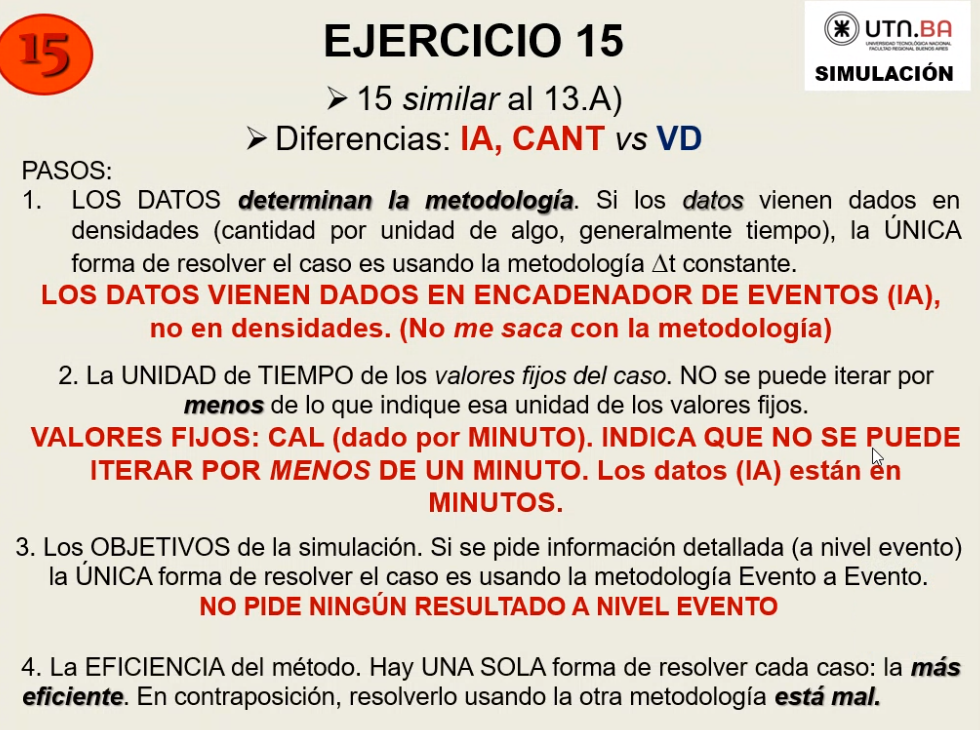 15
EJERCICIO 15
UTN.BA
UNIVERSIDAD TECNOLÓGICA NACIONAL
FACULTAD REGIONAL BUENOS AIRES
SIMULACIÓN
➢ 15 similar al 13.A)
➢ Diferencias: IA, CANT vs VD
PASOS:
1. LOS DATOS determinan la metodología. Si los datos vienen dados en
densidades (cantidad por unidad de algo, generalmente tiempo), la ÚNICA
forma de resolver el caso es usando la metodología Δt constante.
LOS DATOS VIENEN DADOS EN ENCADENADOR DE EVENTOS (IA),
no en densidades. (No me saca con la metodología)
2. La UNIDAD de TIEMPO de los valores fijos del caso. NO se puede iterar por
menos de lo que indique esa unidad de los valores fijos.
VALORES FIJOS: CAL (dado por MINUTO). INDICA QUE NO SE PUEDE
ITERAR POR MENOS DE UN MINUTO. Los datos (IA) están en
MINUTOS.
3. Los OBJETIVOS de la simulación. Si se pide información detallada (a nivel evento)
la ÚNICA forma de resolver el caso es usando la metodología Evento a Evento.
NO PIDE NINGÚN RESULTADO A NIVEL EVENTO
4. La EFICIENCIA del método. Hay UNA SOLA forma de resolver cada caso: la más
eficiente. En contraposición, resolverlo usando la otra metodología está mal.